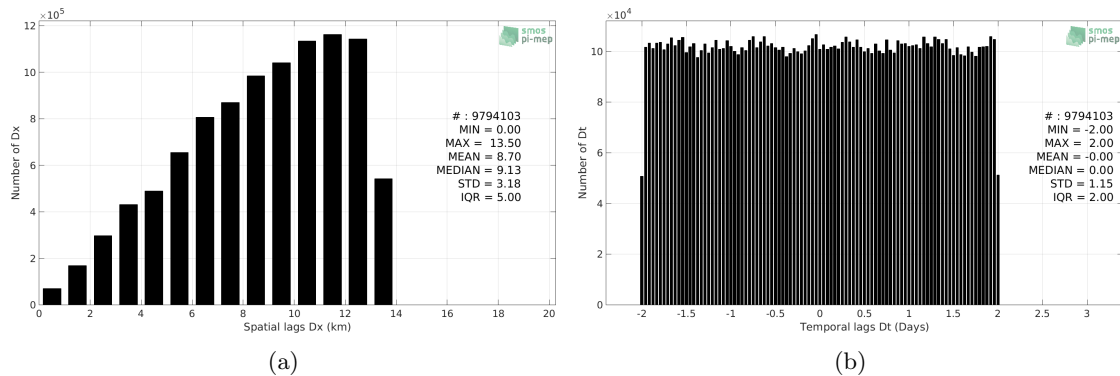 ×10⁵
12
10
8
6
4
2
0
Number of Dx
smos
pi-mep
# : 9794103
MIN = 0.00
MAX = 13.50
MEAN = 8.70
MEDIAN = 9.13
STD = 3.18
IQR = 5.00
0 2 4 6 8 10 12 14 16 18 20
Spatial lags Dx (km)
(a)
×10⁴
10
8
6
4
2
0
Number of Dt
smos
pi-mep
# : 9794103
MIN = -2.00
MAX = 2.00
MEAN = -0.00
MEDIAN = 0.00
STD = 1.15
IQR = 2.00
-2 -1.5 -1 -0.5 0 0.5 1 1.5 2 2.5 3
Temporal lags Dt (Days)
(b)